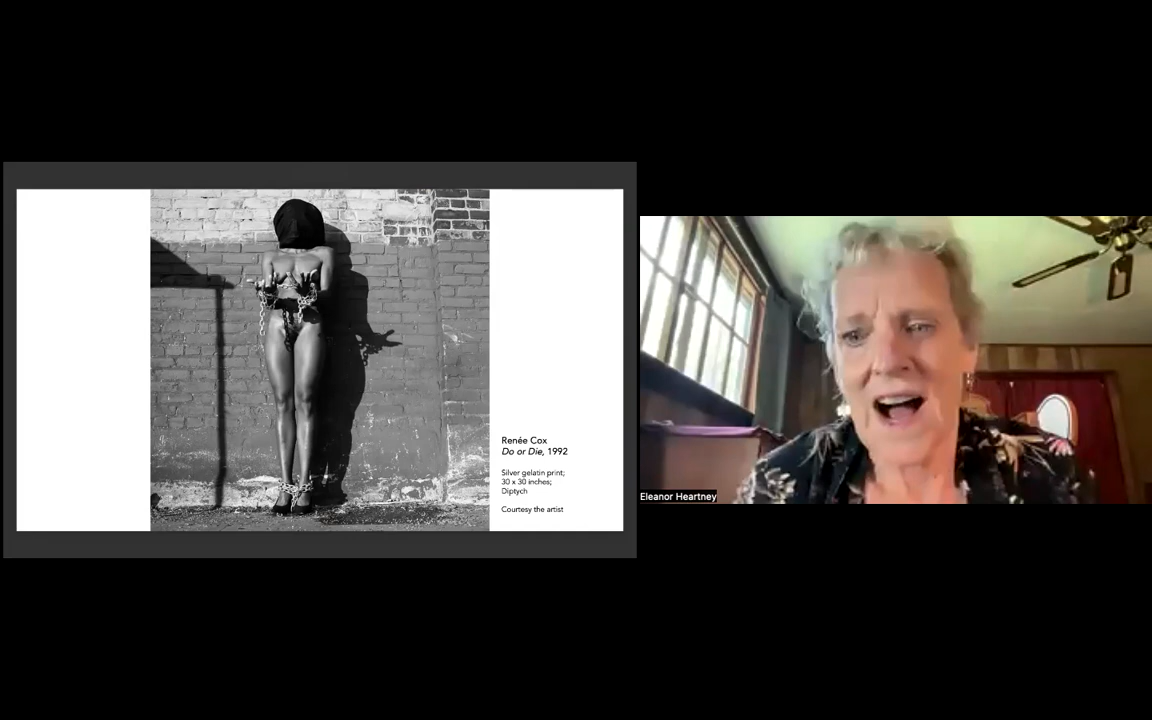 Renée Cox
Do or Die, 1992
Silver gelatin print;
30 x 30 inches;
Diptych
Courtesy the artist
Eleanor Heartney